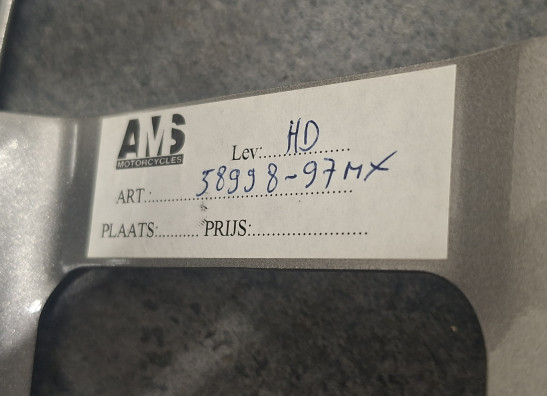 AMS
MOTORCYCLES
Lev:.................. HD
ART.:.................................... 58998-97MX
PLAATS:......... PRIJS:......................